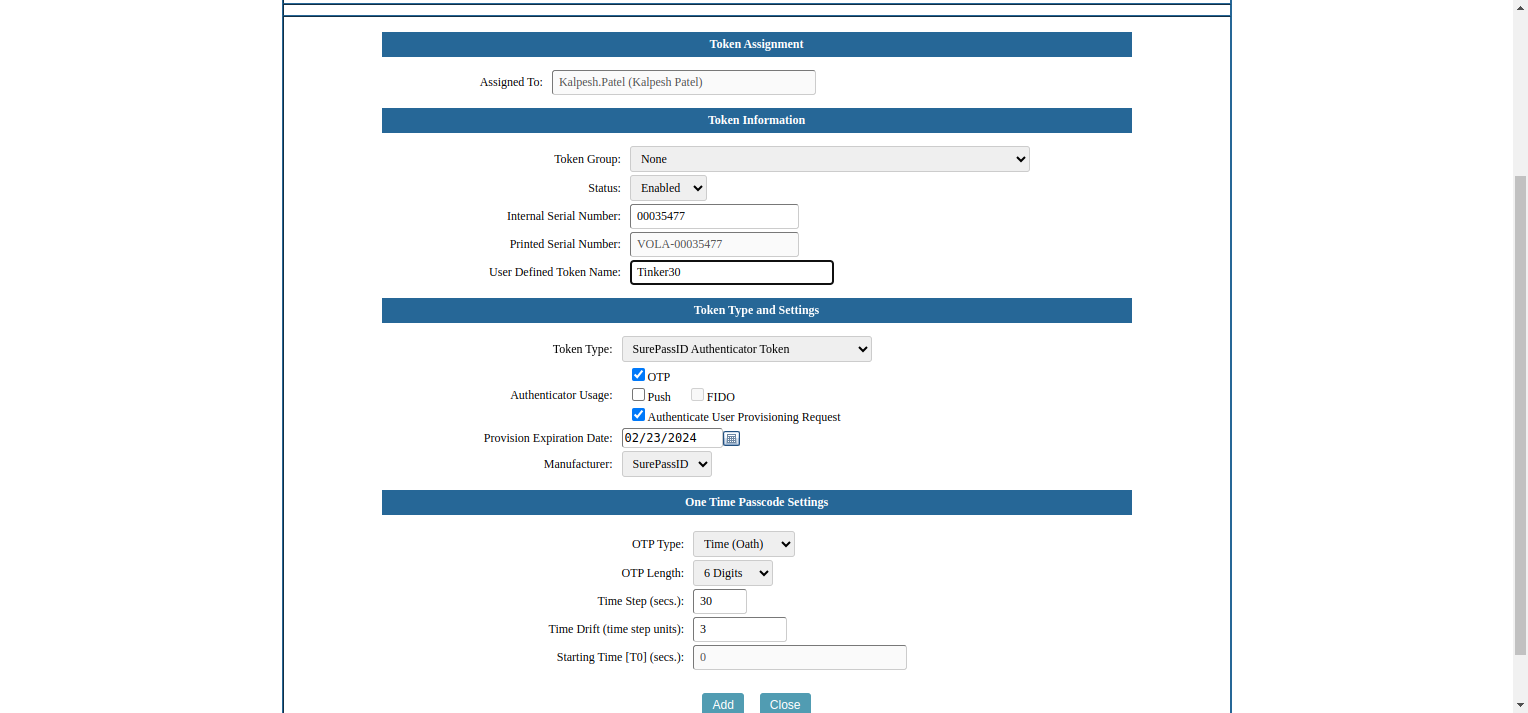 Token Assignment
Assigned To: Kalpesh.Patel (Kalpesh Patel)
Token Information
Token Group: None
Status: Enabled
Internal Serial Number: 00035477
Printed Serial Number: VOLA-00035477
User Defined Token Name: Tinker30
Token Type and Settings
Token Type: SurePassID Authenticator Token
OTP
Authenticator Usage: Push FIDO
Authenticate User Provisioning Request
Provision Expiration Date: 02/23/2024
Manufacturer: SurePassID
One Time Passcode Settings
OTP Type: Time (Oath)
OTP Length: 6 Digits
Time Step (secs.): 30
Time Drift (time step units): 3
Starting Time [T0] (secs.): 0
Add Close